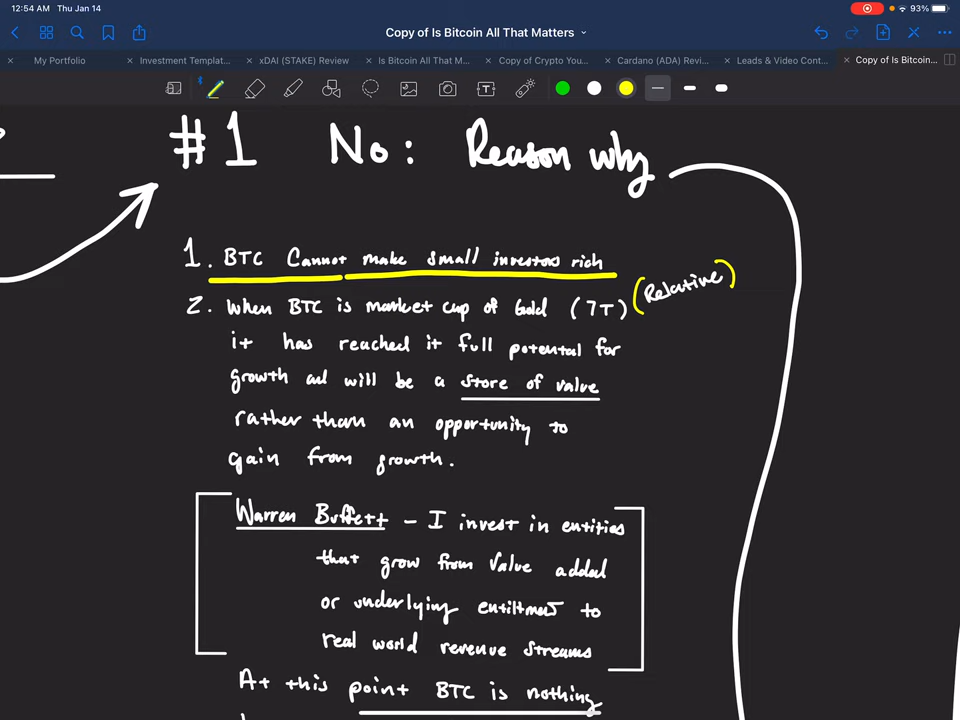 12:54 AM Thu Jan 14
93%
Copy of Is Bitcoin All That Matters
My Portfolio
Investment Templat...
xDAI (STAKE) Review
Is Bitcoin All That M...
Copy of Crypto You...
Cardano (ADA) Revi...
Leads & Video Cont...
Copy of Is Bitcoin...
#1 No: Reason why
1. BTC Cannot make small investors rich
2. When BTC is market cap of Gold (7T) (Relative)
it has reached it full potential for
growth ad will be a store of value
rather than an opportunity to
gain from growth.
Warren Buffett - I invest in entities
that grow from value added
or underlying entiltment to
real world revenue streams
At this point BTC is nothing